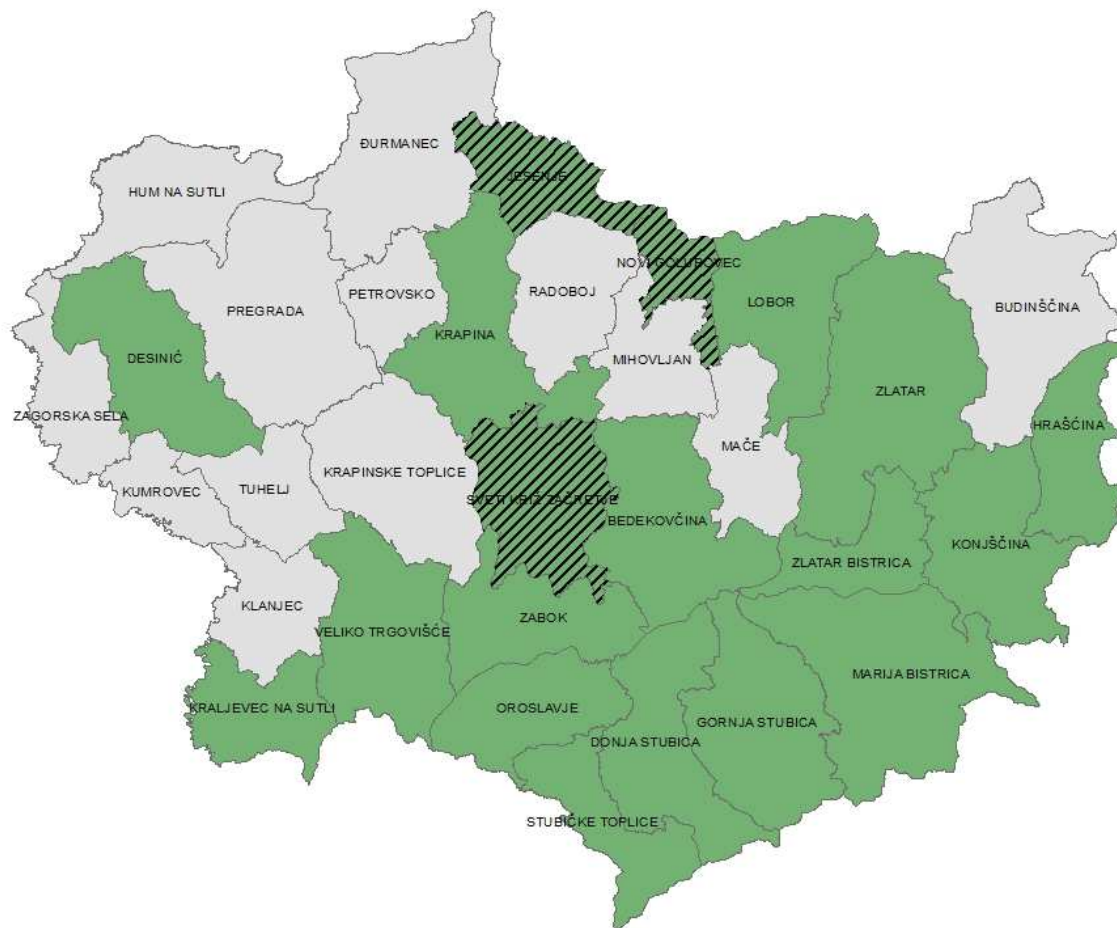 ĐURMANEC
JESENJE
HUM NA SUTLI
NOVI GOLUBOVEC
PETROVSKO
RADOBOJ
LOBOR
BUDINŠČINA
PREGRADA
KRAPINA
DESINIĆ
MIHOVLJAN
ZLATAR
ZAGORSKA SELA
HRAŠĆINA
MAČE
KRAPINSKE TOPLICE
TUHELJ
KUMROVEC
SVETI KRIŽ ZAČRETJE
BEDEKOVČINA
KONJŠČINA
ZLATAR BISTRICA
KLANJEC
ZABOK
VELIKO TRGOVIŠĆE
MARIJA BISTRICA
KRALJEVEC NA SUTLI
OROSLAVJE
GORNJA STUBICA
DONJA STUBICA
STUBIČKE TOPLICE